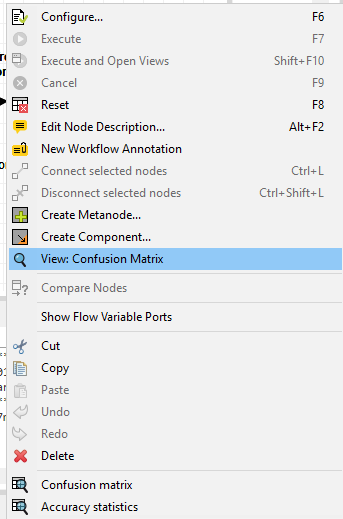 Configure... F6
Execute F7
Execute and Open Views Shift+F10
Cancel F9
Reset F8
Edit Node Description... Alt+F2
New Workflow Annotation
Connect selected nodes Ctrl+L
Disconnect selected nodes Ctrl+Shift+L
Create Metanode...
Create Component...
View: Confusion Matrix
Compare Nodes
Show Flow Variable Ports
Cut
Copy
Paste
Undo
Redo
Delete
Confusion matrix
Accuracy statistics